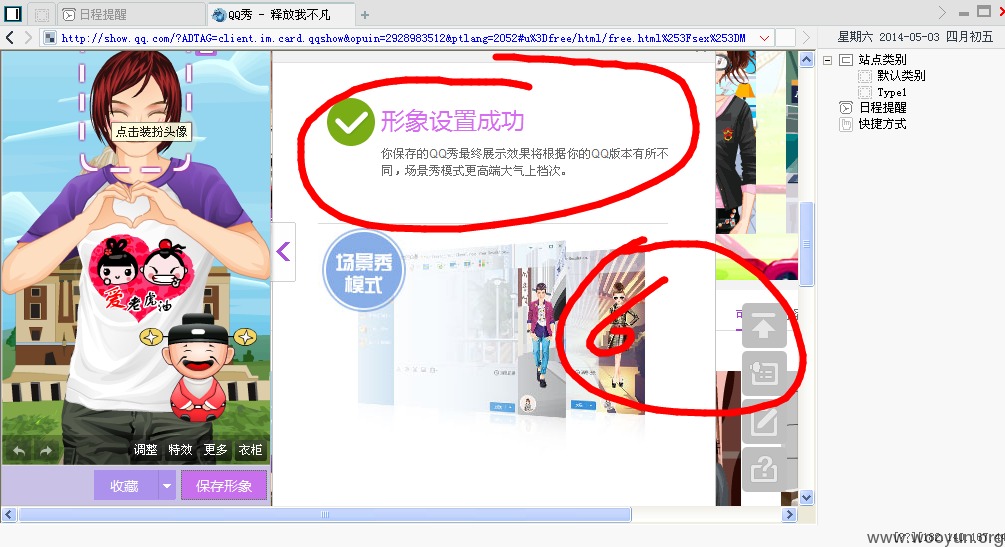 日程提醒
QQ秀 - 释放我不凡
http://show.qq.com/?ADTAG=client.im.card.qqshow&opuin=2928983512&ptlang=2052#u%3Dfree/html/free.html%253Fsex%253DM
星期六 2014-05-03 四月初五
站点类别
默认类别
Type1
日程提醒
快捷方式
点击装扮头像
形象设置成功
你保存的QQ秀最终展示效果将根据你的QQ版本有所不
同，场景秀模式更高端大气上档次。
场景秀
模式
6
爱老虎油
调整 特效 更多 衣柜
收藏
保存形象
www.wooyun.org